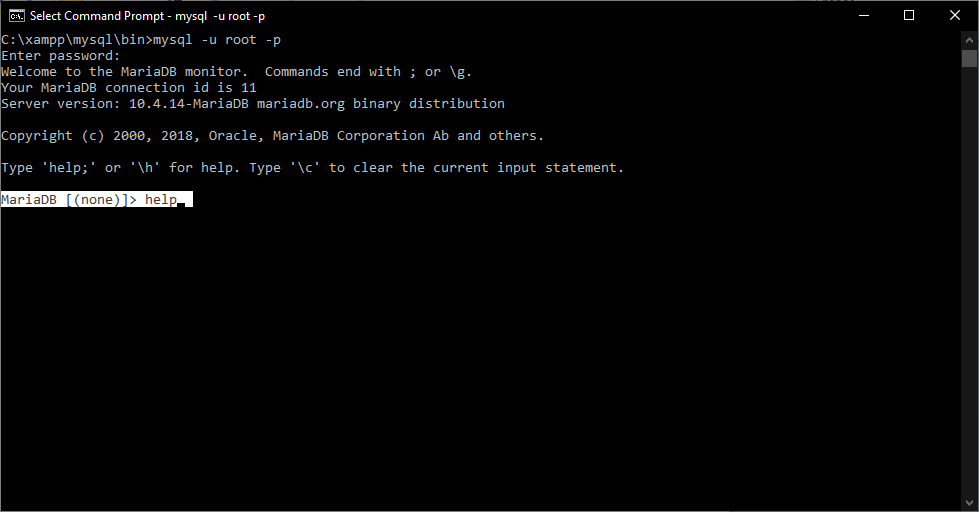 Select Command Prompt - mysql  -u root -p
C:\xampp\mysql\bin>mysql -u root -p
Enter password:
Welcome to the MariaDB monitor.  Commands end with ; or \g.
Your MariaDB connection id is 11
Server version: 10.4.14-MariaDB mariadb.org binary distribution
Copyright (c) 2000, 2018, Oracle, MariaDB Corporation Ab and others.
Type 'help;' or '\h' for help. Type '\c' to clear the current input statement.
MariaDB [(none)]> help